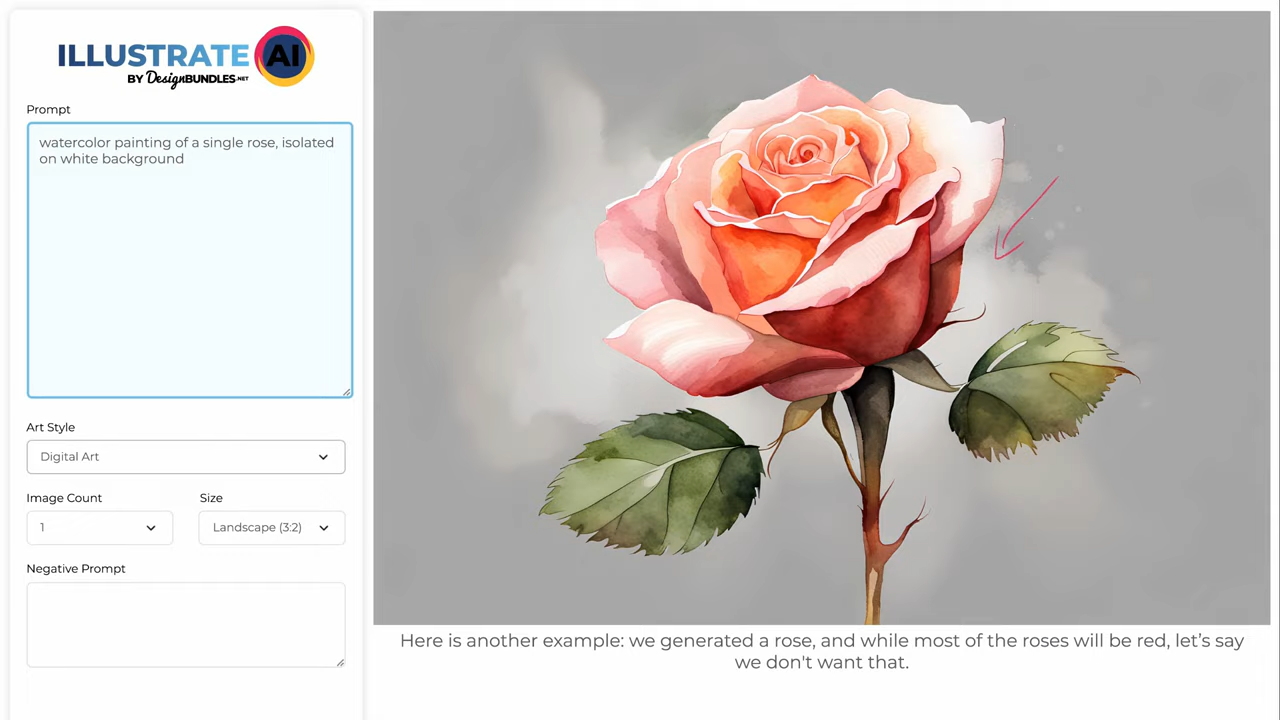 ILLUSTRATE AI
BY DesignBUNDLES.NET
Prompt
watercolor painting of a single rose, isolated
on white background
Art Style
Digital Art
Image Count
Size
1
Landscape (3:2)
Negative Prompt
Here is another example: we generated a rose, and while most of the roses will be red, let’s say
we don't want that.